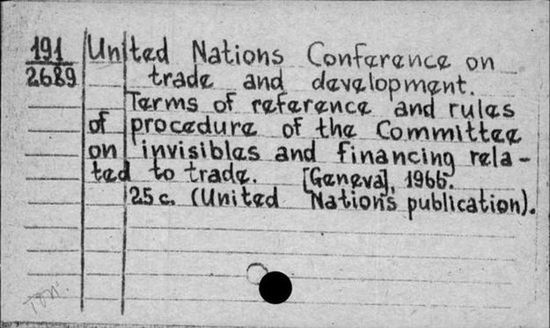 191 United Nations Conference on
2689 trade and development.
Terms of reference and rules
of procedure of the Committee
on invisibles and financing rela-
ted to trade. [Geneva], 1966.
25 c. (United Nations publication).